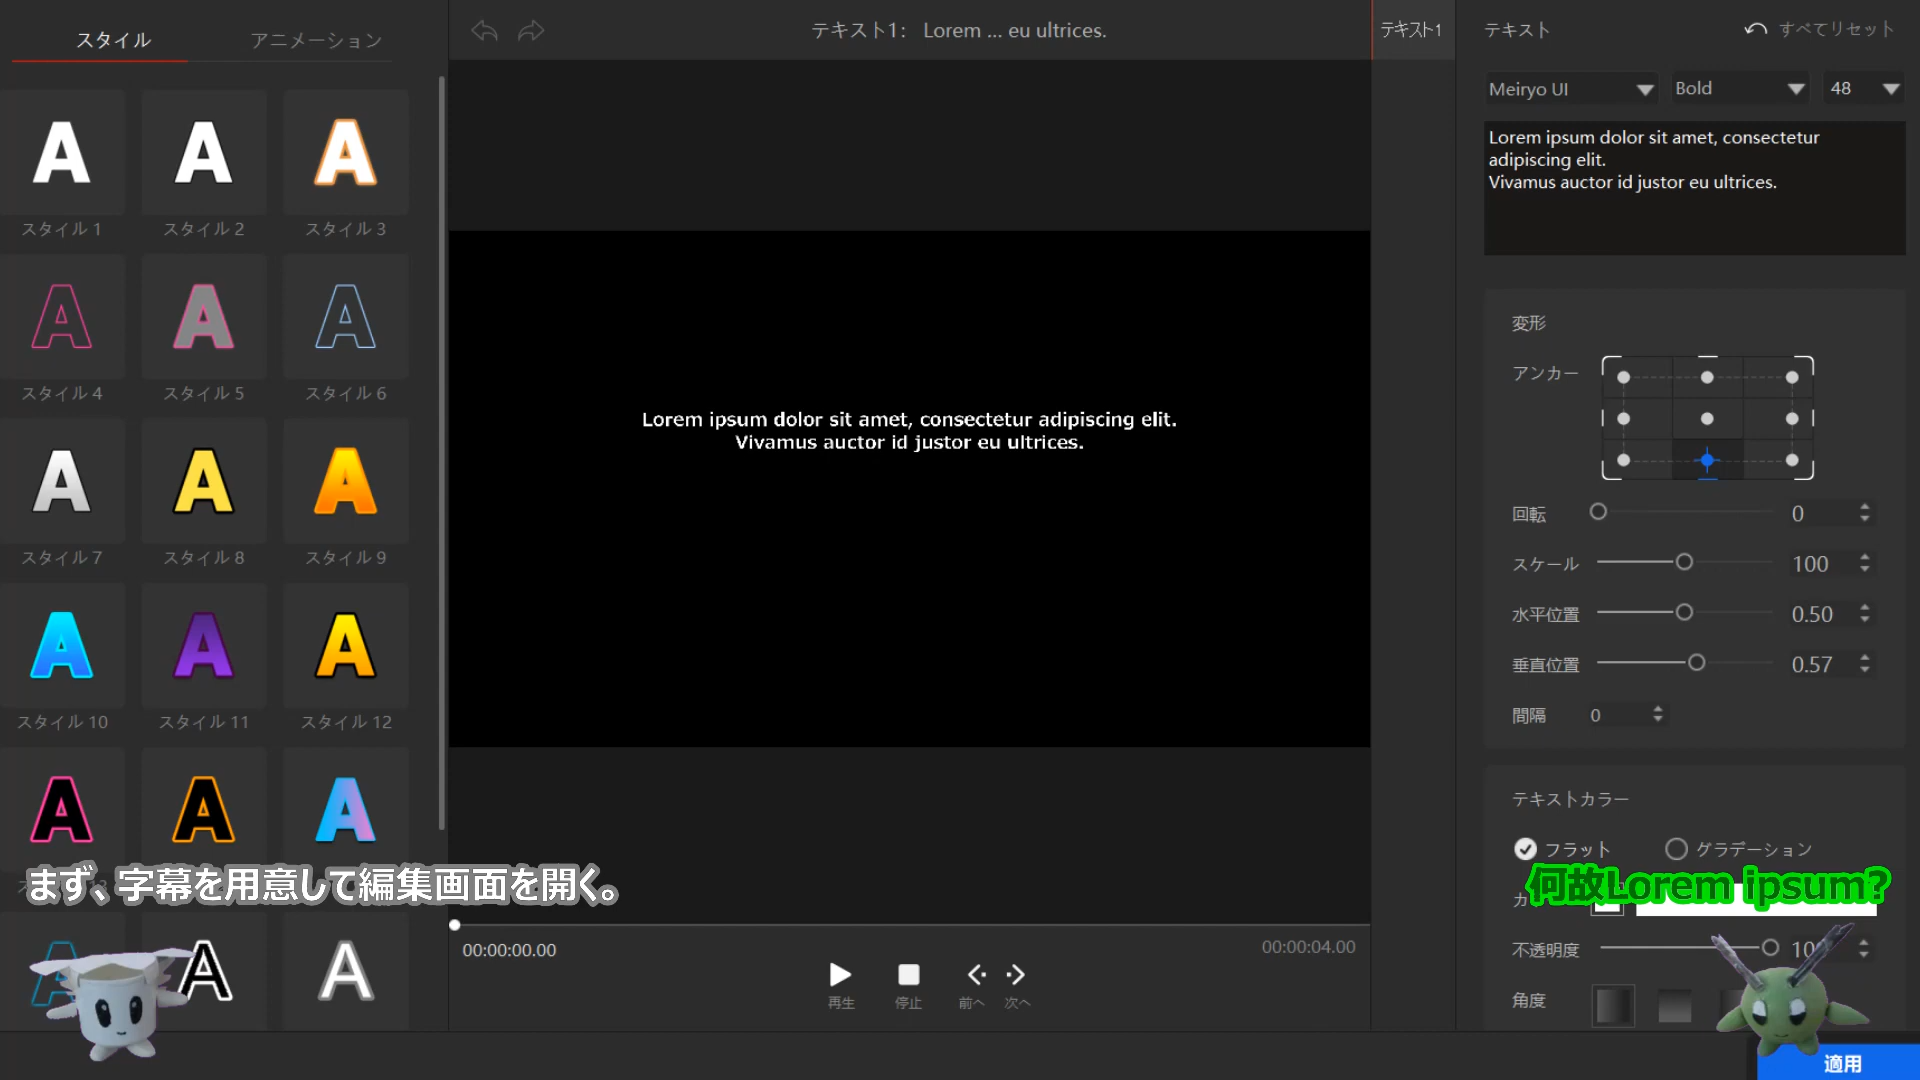 スタイル
アニメーション
スタイル 1
スタイル 2
スタイル 3
スタイル 4
スタイル 5
スタイル 6
スタイル 7
スタイル 8
スタイル 9
スタイル 10
スタイル 11
スタイル 12
テキスト1： Lorem ... eu ultrices.
Lorem ipsum dolor sit amet, consectetur adipiscing elit.
Vivamus auctor id justor eu ultrices.
00:00:00.00
00:00:04.00
再生
停止
前へ
次へ
テキスト1
テキスト
すべてリセット
Meiryo UI
Bold
48
Lorem ipsum dolor sit amet, consectetur
adipiscing elit.
Vivamus auctor id justor eu ultrices.
変形
アンカー
回転 0
スケール 100
水平位置 0.50
垂直位置 0.57
間隔 0
テキストカラー
フラット
グラデーション
不透明度
角度
適用
まず、字幕を用意して編集画面を開く。
何故Lorem ipsum?